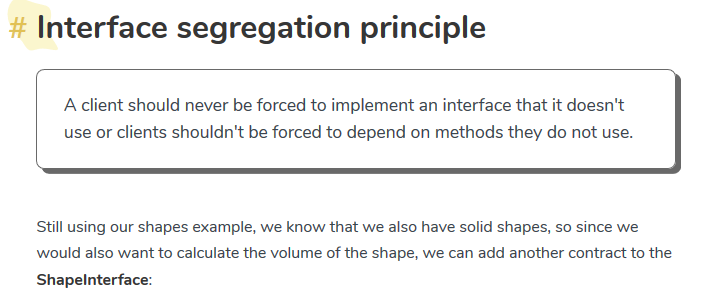 # Interface segregation principle
A client should never be forced to implement an interface that it doesn't
use or clients shouldn't be forced to depend on methods they do not use.
Still using our shapes example, we know that we also have solid shapes, so since we
would also want to calculate the volume of the shape, we can add another contract to the
ShapeInterface: